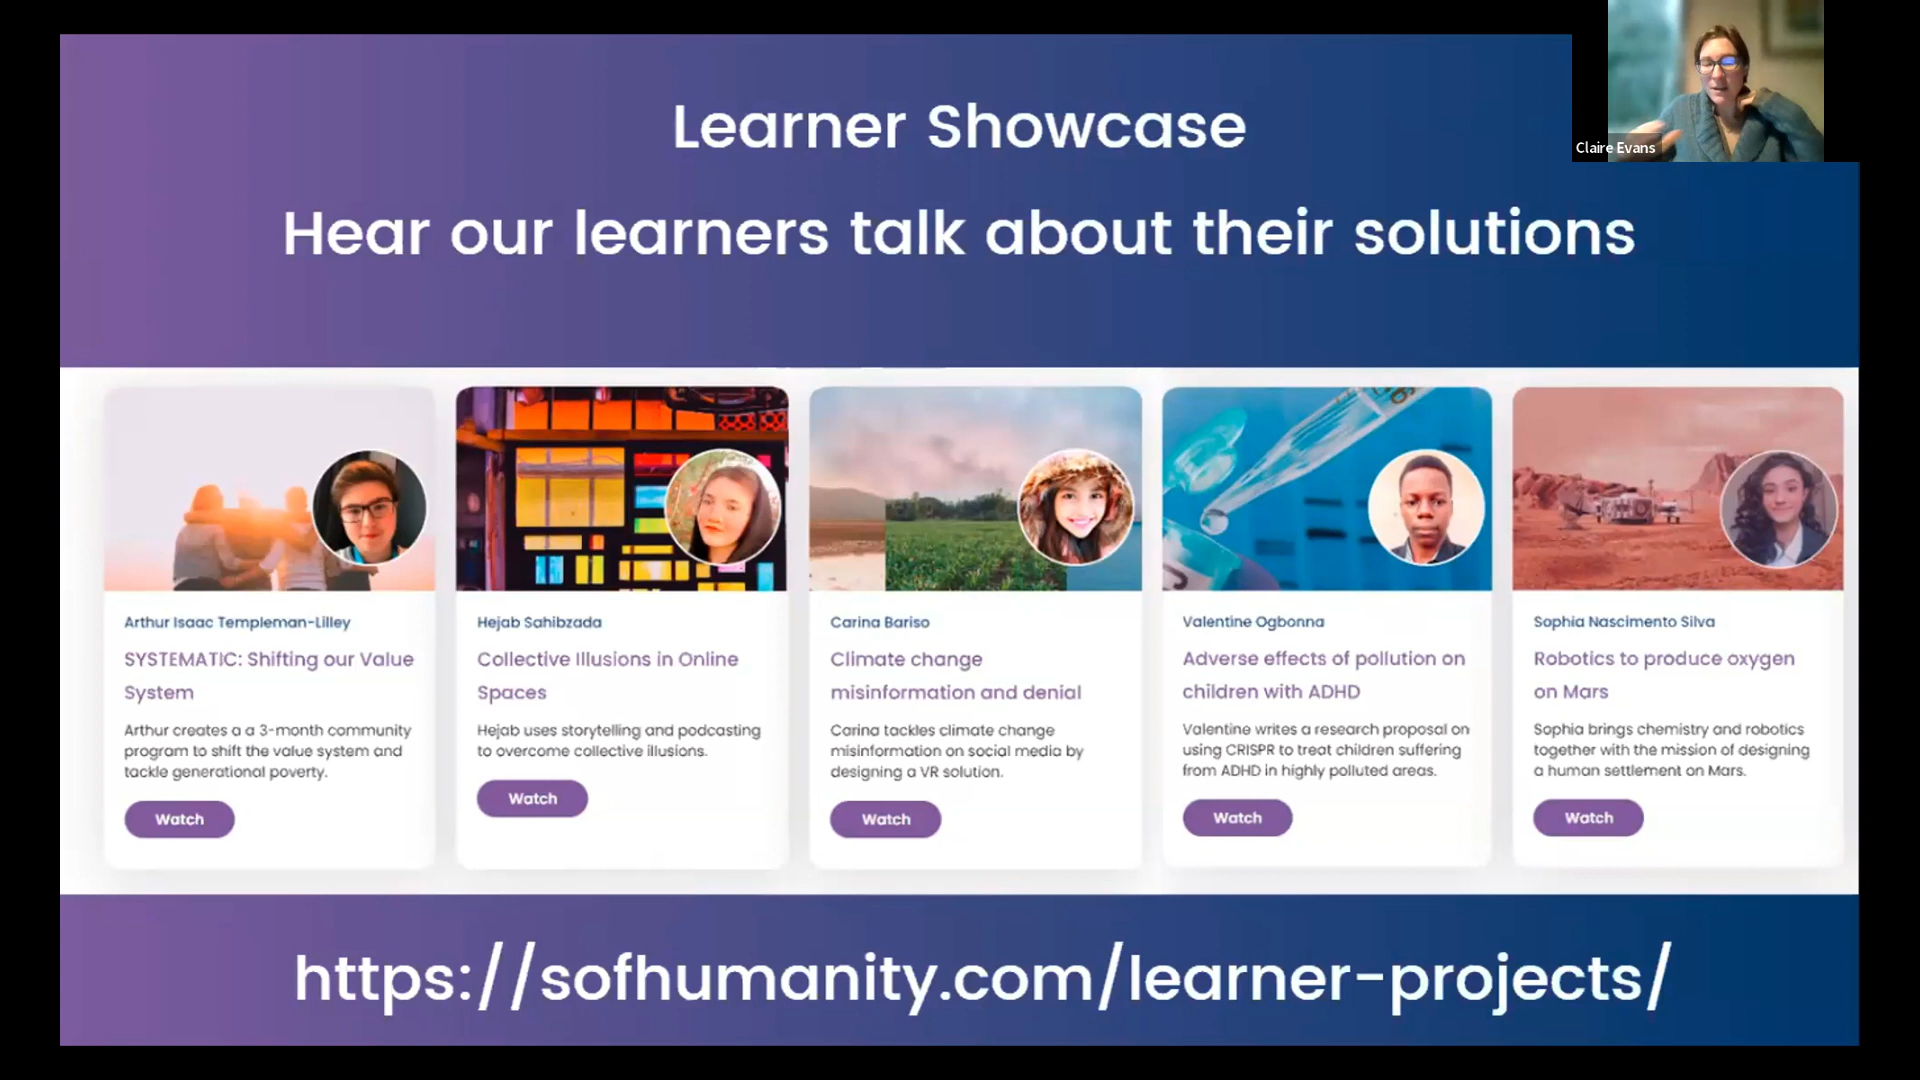 Learner Showcase
Hear our learners talk about their solutions
Claire Evans
Arthur Isaac Templeman-Lilley
SYSTEMATIC: Shifting our Value
System
Arthur creates a a 3-month community
program to shift the value system and
tackle generational poverty.
Watch
Hejab Sahibzada
Collective Illusions in Online
Spaces
Hejab uses storytelling and podcasting
to overcome collective illusions.
Watch
Carina Bariso
Climate change
misinformation and denial
Carina tackles climate change
misinformation on social media by
designing a VR solution.
Watch
Valentine Ogbonna
Adverse effects of pollution on
children with ADHD
Valentine writes a research proposal on
using CRISPR to treat children suffering
from ADHD in highly polluted areas.
Watch
Sophia Nascimento Silva
Robotics to produce oxygen
on Mars
Sophia brings chemistry and robotics
together with the mission of designing
a human settlement on Mars.
Watch
https://sofhumanity.com/learner-projects/